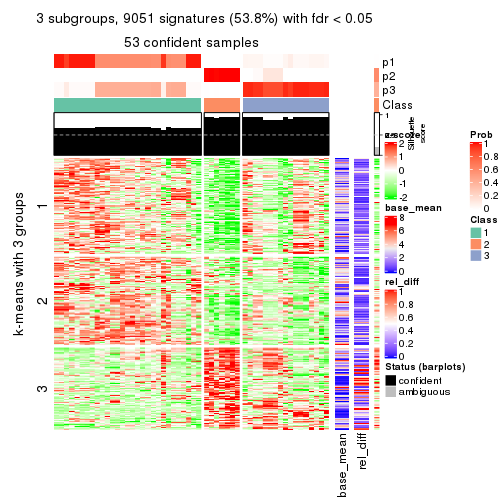 3 subgroups, 9051 signatures (53.8%) with fdr < 0.05
53 confident samples
p1
p2
p3
Class
1
Silhouette
score
k-means with 3 groups
1
2
3
base_mean
rel_diff
z-score
2
1
0
-1
-2
base_mean
8
6
4
2
0
rel_diff
1
0.8
0.6
0.4
0.2
0
Status (barplots)
confident
ambiguous
Prob
1
0.8
0.6
0.4
0.2
0
Class
1
2
3